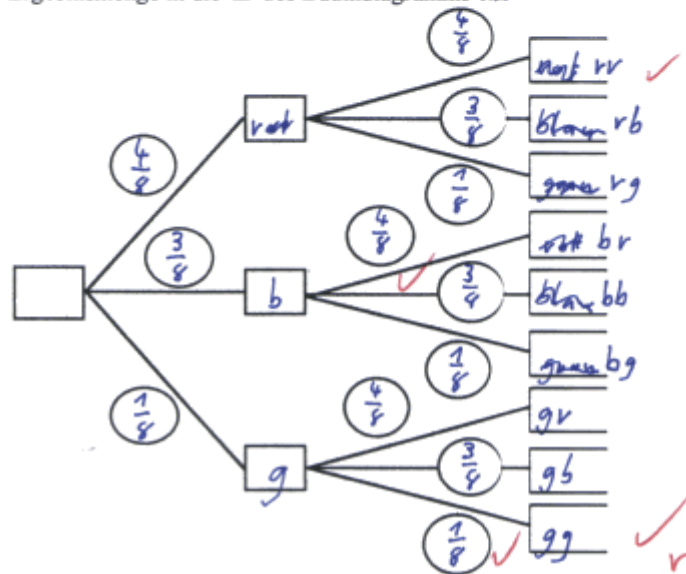 4/8
rot rr
rot 3/8 blau rb
4/8
1/8 grün rg
4/8
rot br
3/8
b 3/8 blau bb
1/8 grün bg
4/8
1/8
gr
g 3/8 gb
1/8 gg
r